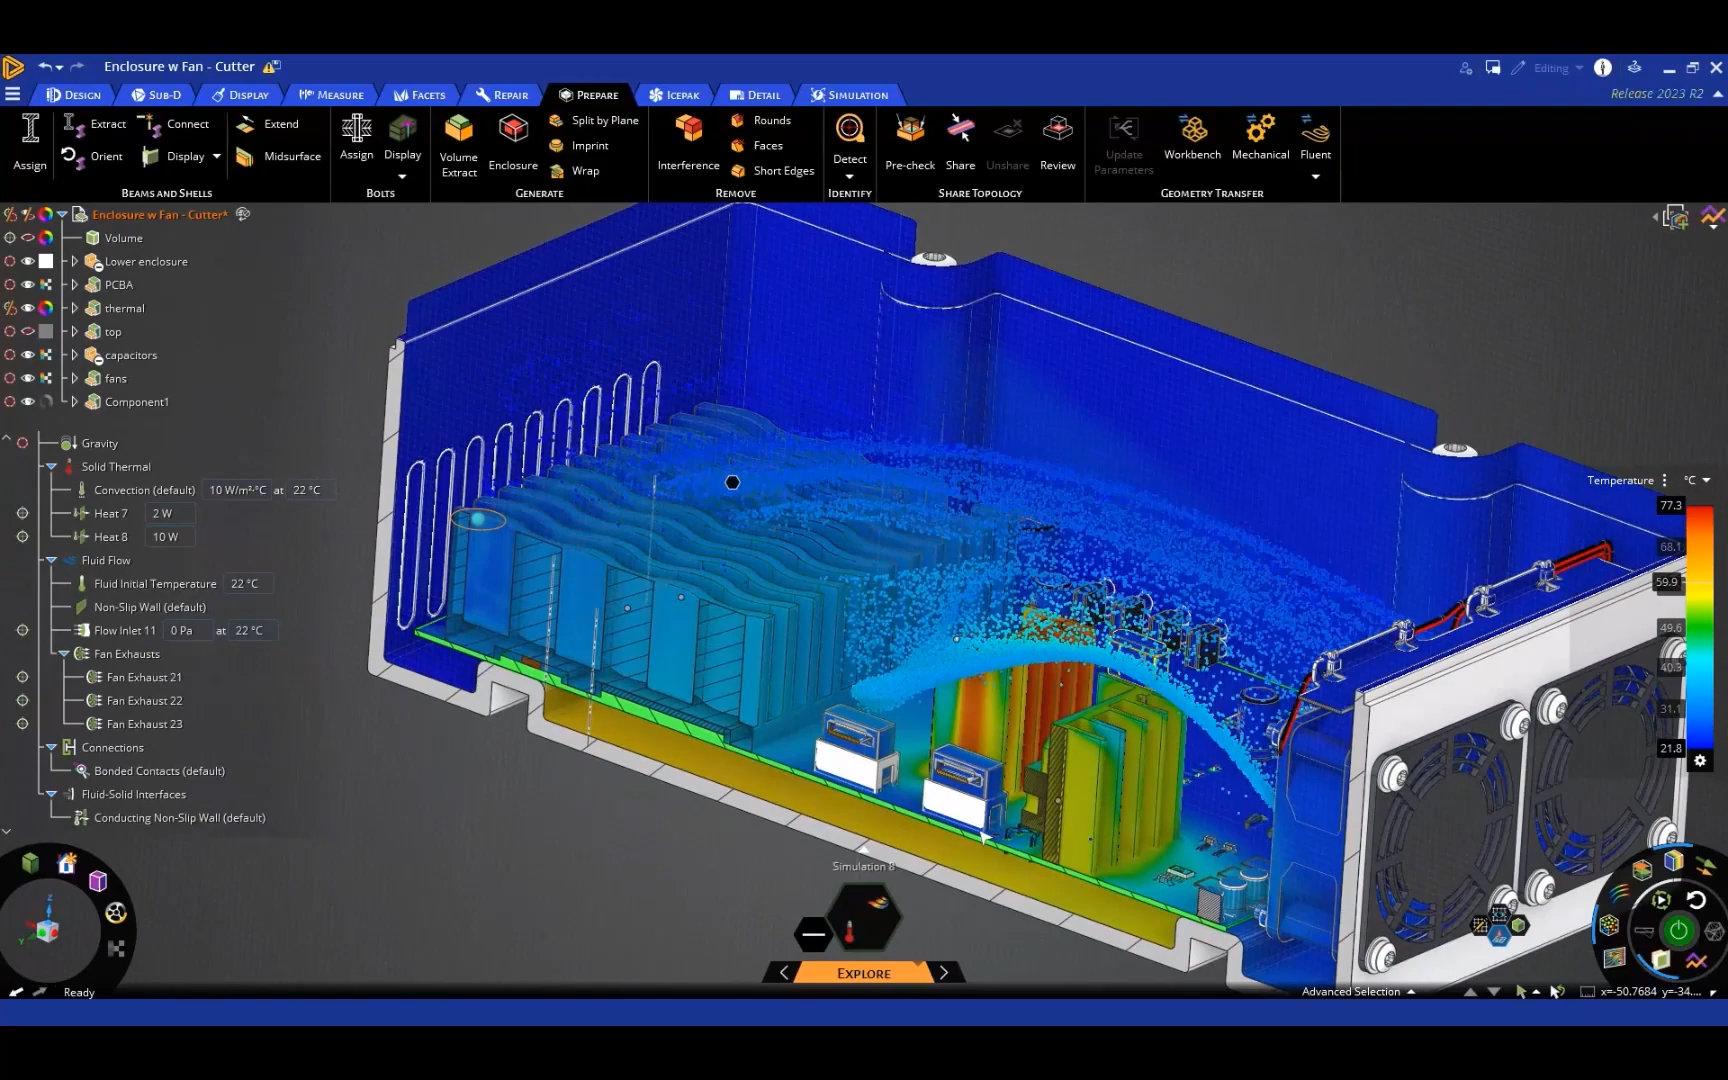 Enclosure w Fan - Cutter
Editing
DESIGN
SUB-D
DISPLAY
MEASURE
FACETS
REPAIR
PREPARE
ICEPAK
DETAIL
SIMULATION
Release 2023 R2
Assign
Extract
Orient
Connect
Display
Extend
Midsurface
BEAMS AND SHELLS
Assign
Display
BOLTS
Volume
Extract
Enclosure
Split by Plane
Imprint
Wrap
GENERATE
Interference
Rounds
Faces
Short Edges
REMOVE
Detect
IDENTIFY
Pre-check
Share
Unshare
Review
SHARE TOPOLOGY
Update
Parameters
Workbench
Mechanical
Fluent
GEOMETRY TRANSFER
Enclosure w Fan - Cutter*
Volume
Lower enclosure
PCBA
thermal
top
capacitors
fans
Component1
Gravity
Solid Thermal
Convection (default) 10 W/m²·°C at 22 °C
Heat 7 2 W
Heat 8 10 W
Fluid Flow
Fluid Initial Temperature 22 °C
Non-Slip Wall (default)
Flow Inlet 11 0 Pa at 22 °C
Fan Exhausts
Fan Exhaust 21
Fan Exhaust 22
Fan Exhaust 23
Connections
Bonded Contacts (default)
Fluid-Solid Interfaces
Conducting Non-Slip Wall (default)
Temperature °C
77.3
68.1
59.9
49.6
40.3
31.1
21.8
Simulation 8
EXPLORE
Z
Y
Ready
Advanced Selection
x=-50.7684 y=-34....